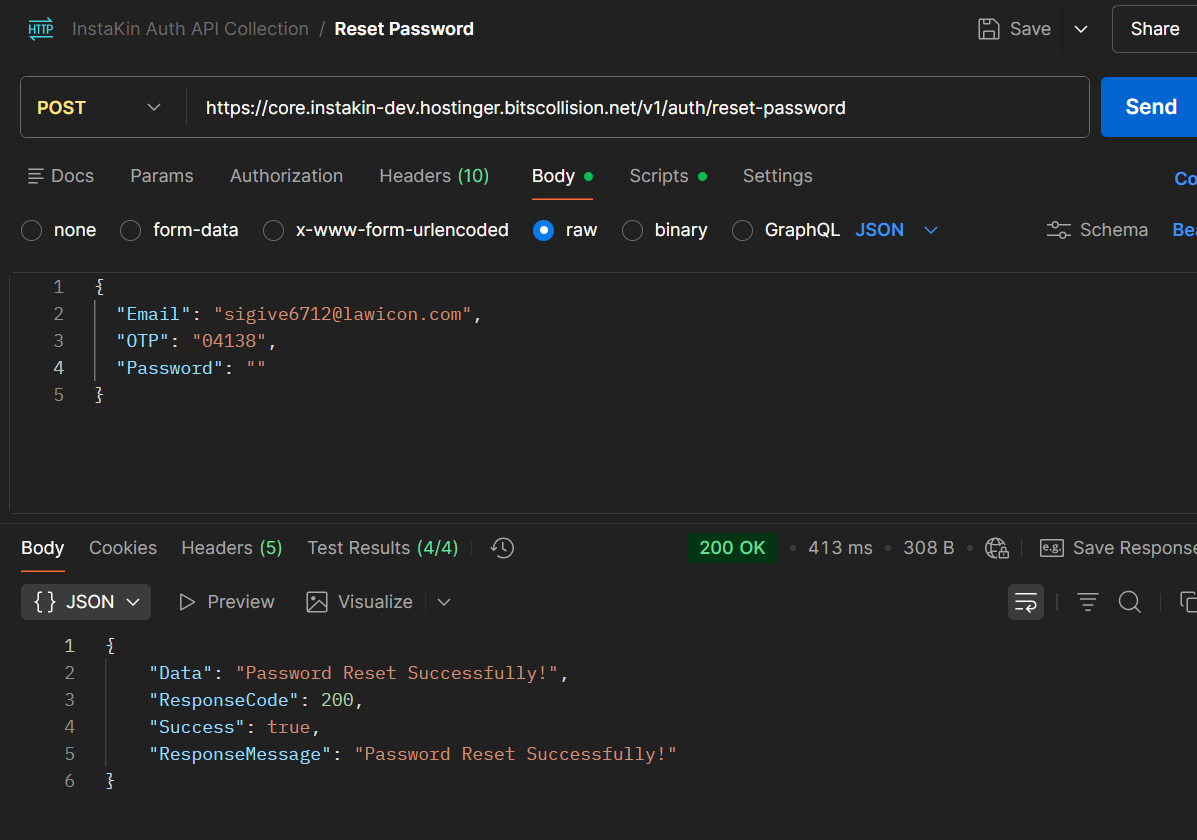 HTTP InstaKin Auth API Collection / Reset Password Save Share
POST https://core.instakin-dev.hostinger.bitscollision.net/v1/auth/reset-password Send
Docs Params Authorization Headers (10) Body Scripts Settings Co
none form-data x-www-form-urlencoded raw binary GraphQL JSON Schema Bea
1 {
2 "Email": "sigive6712@lawicon.com",
3 "OTP": "04138",
4 "Password": ""
5 }
Body Cookies Headers (5) Test Results (4/4) 200 OK • 413 ms • 308 B • e.g. Save Response
{} JSON Preview Visualize
1 {
2 "Data": "Password Reset Successfully!",
3 "ResponseCode": 200,
4 "Success": true,
5 "ResponseMessage": "Password Reset Successfully!"
6 }